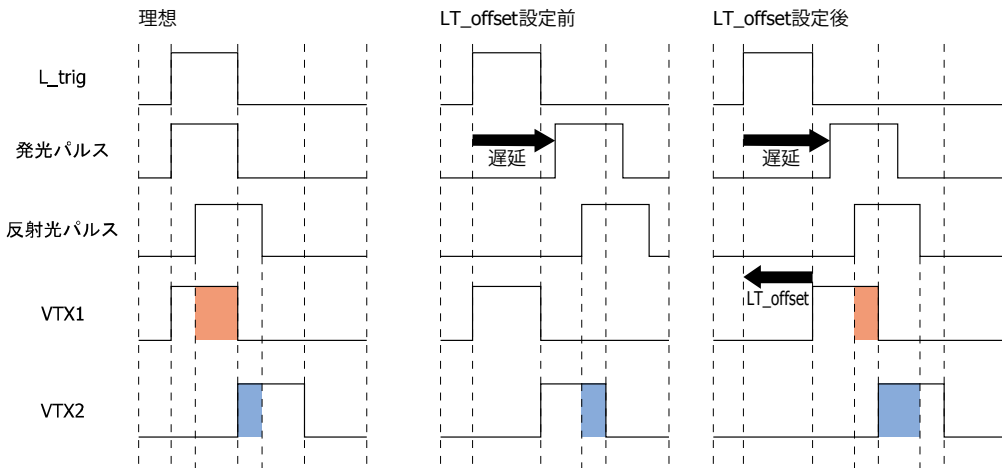 理想
LT_offset設定前
LT_offset設定後
L_trig
発光パルス
遅延
遅延
反射光パルス
LT_offset
VTX1
VTX2